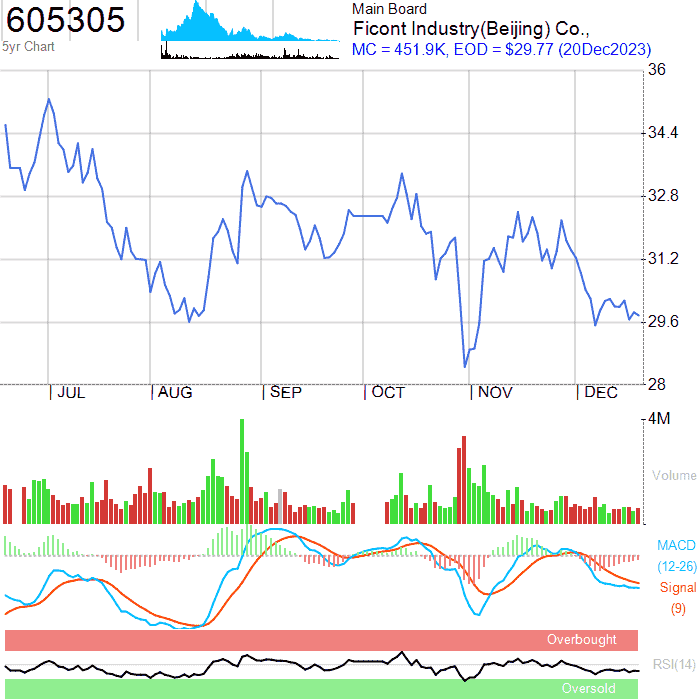 605305
5yr Chart
Main Board
Ficont Industry(Beijing) Co.,
MC = 451.9K, EOD = $29.77 (20Dec2023)
36
34.4
32.8
31.2
29.6
28
JUL
AUG
SEP
OCT
NOV
DEC
4M
Volume
MACD
(12-26)
Signal
(9)
Overbought
RSI(14)
Oversold